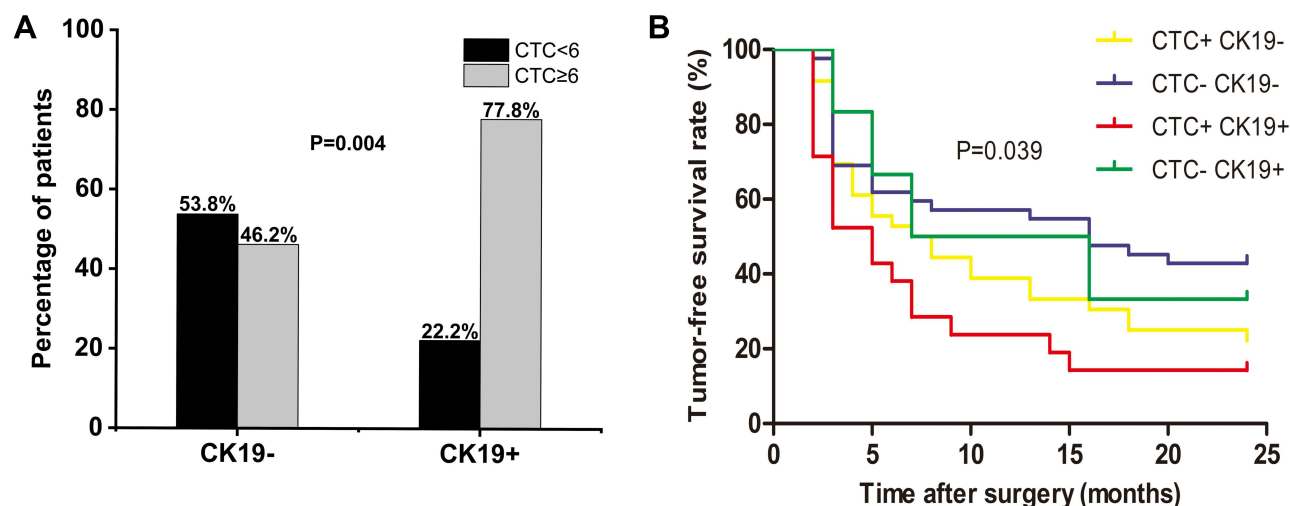 A
Percentage of patients
100
80
60
40
20
0
CTC<6
CTC≥6
P=0.004
53.8%
46.2%
22.2%
77.8%
CK19-
CK19+
B
Tumor-free survival rate (%)
100
80
60
40
20
0
CTC+ CK19-
CTC- CK19-
CTC+ CK19+
CTC- CK19+
P=0.039
0 5 10 15 20 25
Time after surgery (months)